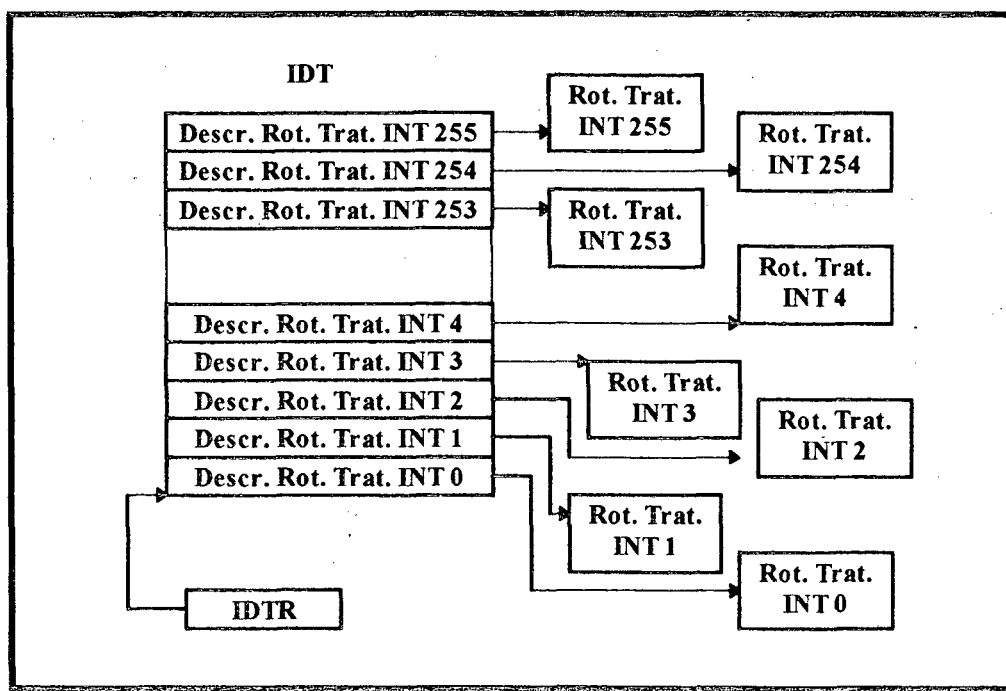 IDT
Descr. Rot. Trat. INT 255
Descr. Rot. Trat. INT 254
Descr. Rot. Trat. INT 253
Descr. Rot. Trat. INT 4
Descr. Rot. Trat. INT 3
Descr. Rot. Trat. INT 2
Descr. Rot. Trat. INT 1
Descr. Rot. Trat. INT 0
IDTR
Rot. Trat.
INT 255
Rot. Trat.
INT 254
Rot. Trat.
INT 253
Rot. Trat.
INT 4
Rot. Trat.
INT 3
Rot. Trat.
INT 2
Rot. Trat.
INT 1
Rot. Trat.
INT 0